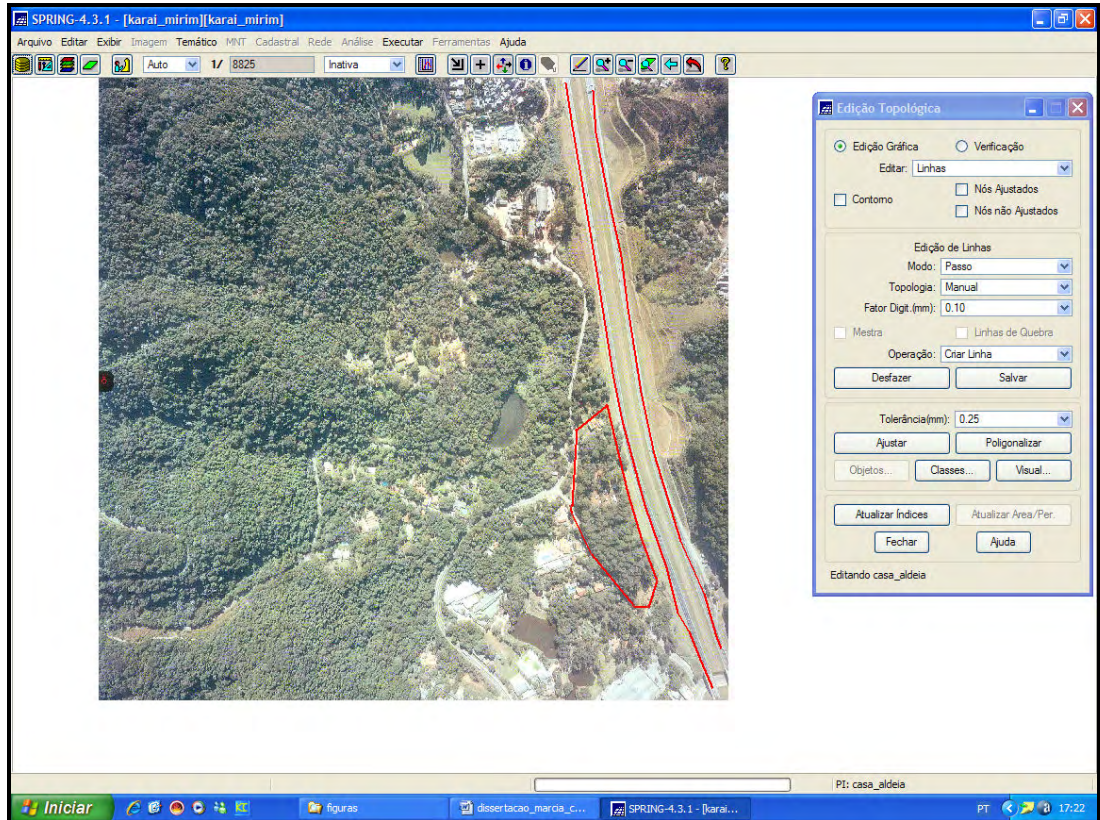 SPRING-4.3.1 - [karai_mirim][karai_mirim]
Arquivo Editar Exibir Imagem Temático MNT Cadastral Rede Análise Executar Ferramentas Ajuda
Auto 1/ 8825 Inativa
Edição Topológica
Edição Gráfica Verificação
Editar: Linhas
Contorno Nós Ajustados
Nós não Ajustados
Edição de Linhas
Modo: Passo
Topologia: Manual
Fator Digit.(mm): 0.10
Mestra Linhas de Quebra
Operação: Criar Linha
Desfazer Salvar
Tolerância(mm): 0.25
Ajustar Poligonalizar
Objetos... Classes... Visual...
Atualizar Índices Atualizar Area/Per.
Fechar Ajuda
Editando casa_aldeia
PI: casa_aldeia
Iniciar figuras dissertacao_marcia_c... SPRING-4.3.1 - [karai... PT 17:22